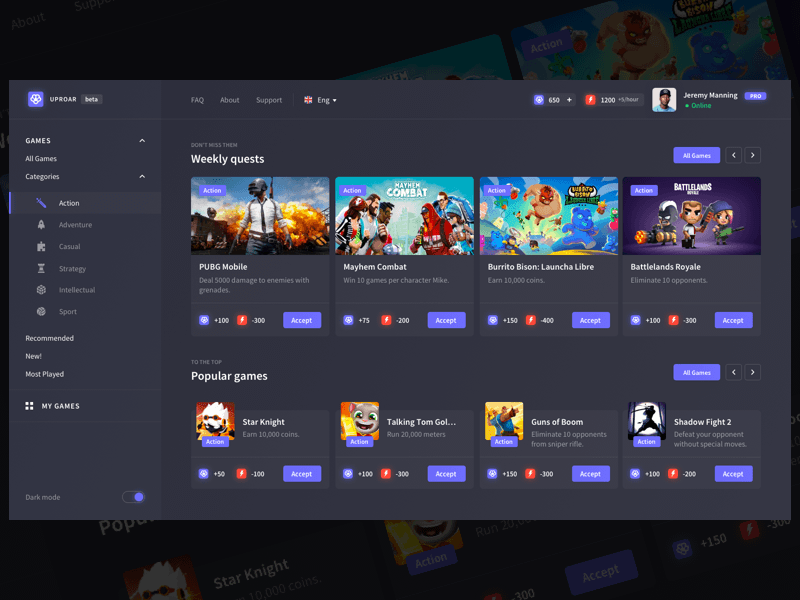 About
Support
Action
UPROAR beta
FAQ
About
Support
Eng
650 +
1200 +5/hour
Jeremy Manning PRO
Online
GAMES
All Games
Categories
Action
Adventure
Casual
Strategy
Intellectual
Sport
Recommended
New!
Most Played
MY GAMES
Dark mode
DON'T MISS THEM
Weekly quests
All Games
Action
Action
MAYHEM
COMBAT
Action
BURRITO
BISON
LAUNCHA LIBRE
Action
BATTLELANDS
ROYALE
PUBG Mobile
Deal 5000 damage to enemies with
grenades.
+100 -300 Accept
Mayhem Combat
Win 10 games per character Mike.
+75 -200 Accept
Burrito Bison: Launcha Libre
Earn 10,000 coins.
+150 -400 Accept
Battlelands Royale
Eliminate 10 opponents.
+100 -300 Accept
TO THE TOP
Popular games
All Games
Action
Star Knight
Earn 10,000 coins.
+50 -100 Accept
Action
Talking Tom Gol...
Run 20,000 meters
+100 -300 Accept
Action
Guns of Boom
Eliminate 10 opponents
from sniper rifle.
+150 -300 Accept
Action
Shadow Fight 2
Defeat your opponent
without special moves.
+100 -200 Accept
Popu
Star Knight
10,000 coins.
Action
Run 20,0
+150
-300
Accept
-300